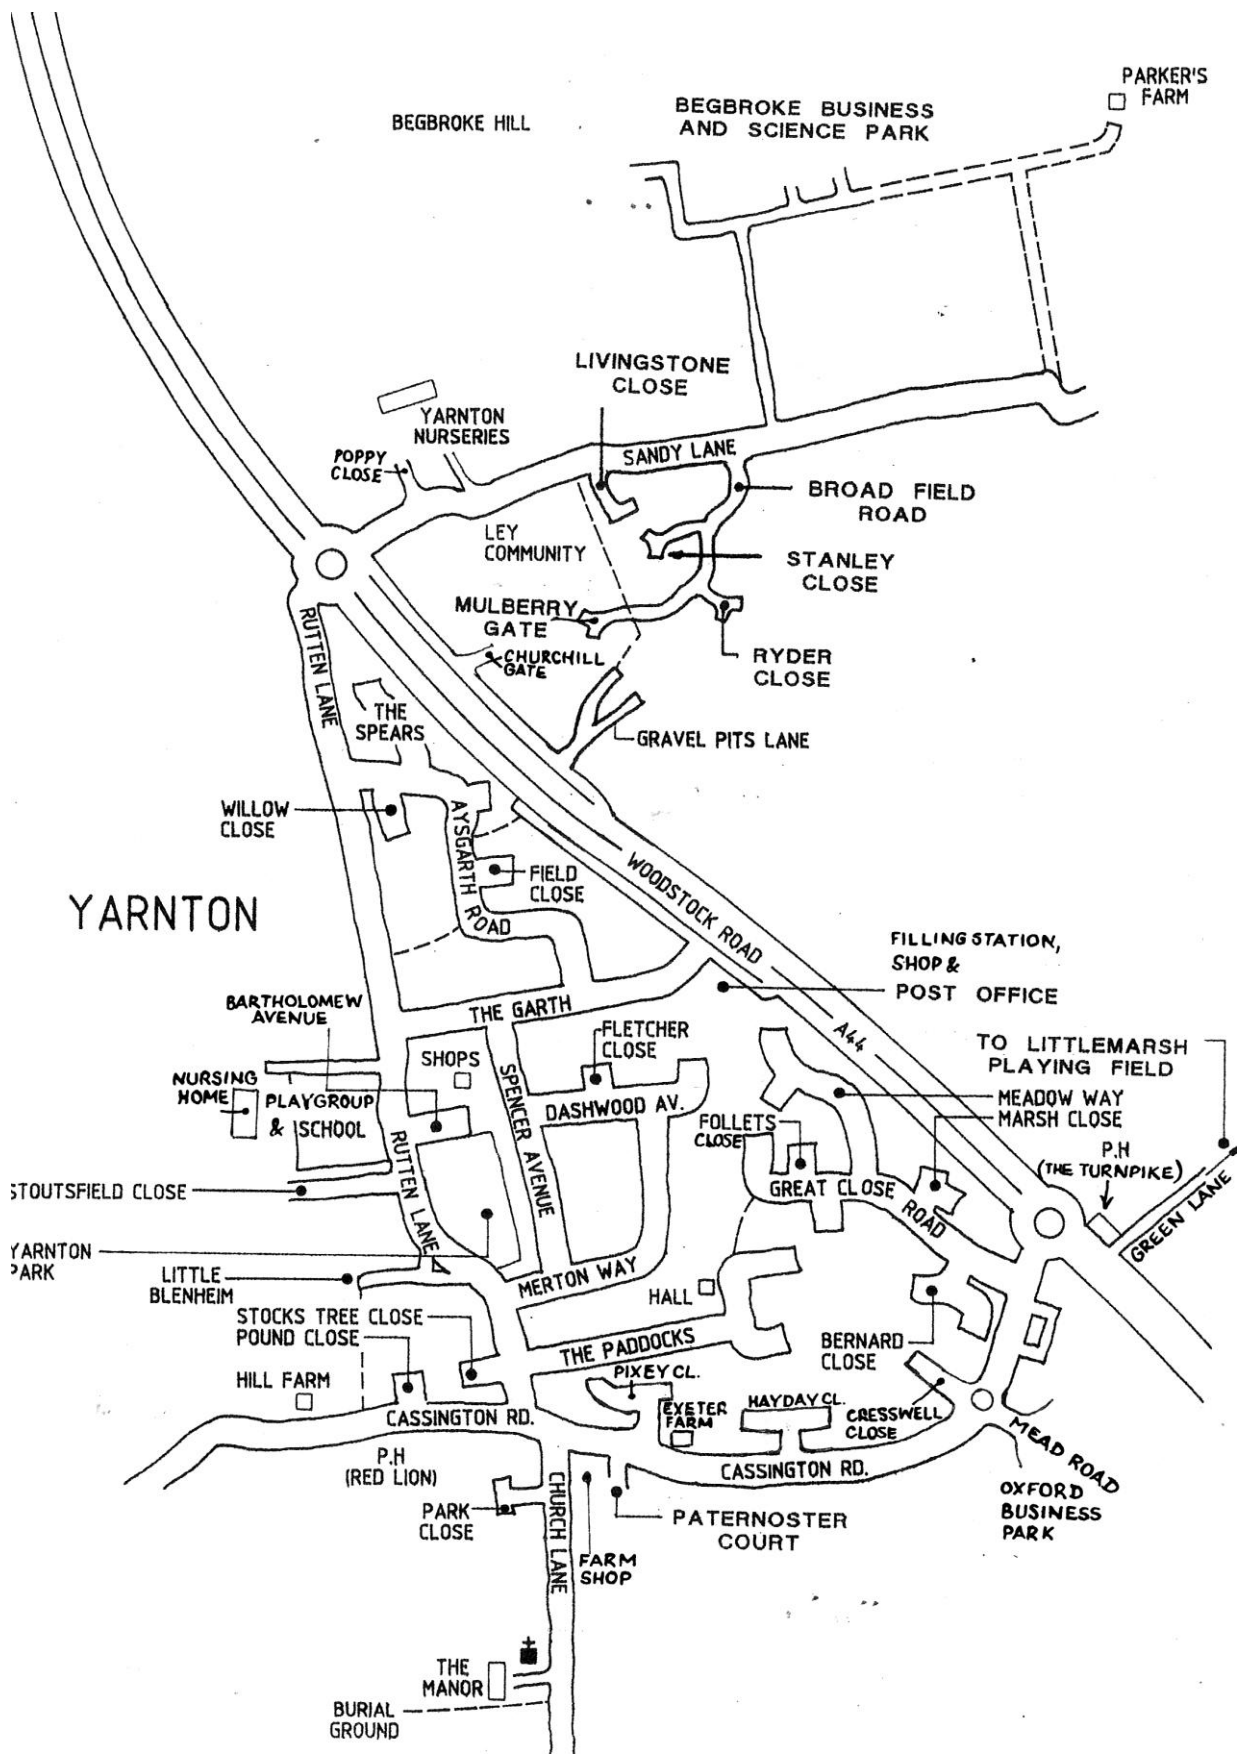 PARKER'S
FARM
BEGBROKE HILL
BEGBROKE BUSINESS
AND SCIENCE PARK
LIVINGSTONE
CLOSE
YARNTON
NURSERIES
POPPY
CLOSE
SANDY LANE
BROAD FIELD
ROAD
LEY
COMMUNITY
STANLEY
CLOSE
MULBERRY
GATE
RUTTEN LANE
CHURCHILL
GATE
RYDER
CLOSE
THE
SPEARS
GRAVEL PITS LANE
WILLOW
CLOSE
AYSGARTH ROAD
FIELD
CLOSE
WOODSTOCK ROAD
YARNTON
FILLING STATION,
SHOP &
POST OFFICE
BARTHOLOMEW
AVENUE
THE GARTH
A44
FLETCHER
CLOSE
TO LITTLEMARSH
PLAYING FIELD
SHOPS
NURSING
HOME
PLAYGROUP
& SCHOOL
SPENCER AVENUE
DASHWOOD AV.
MEADOW WAY
MARSH CLOSE
FOLLETS
CLOSE
P.H
(THE TURNPIKE)
RUTTEN LANE
STOUTSFIELD CLOSE
GREAT CLOSE
ROAD
GREEN LANE
YARNTON
PARK
LITTLE
BLENHEIM
MERTON WAY
HALL
STOCKS TREE CLOSE
POUND CLOSE
THE PADDOCKS
BERNARD
CLOSE
HILL FARM
PIXEY CL.
EXETER
FARM
HAYDAY CL.
CRESSWELL
CLOSE
CASSINGTON RD.
MEAD ROAD
P.H
(RED LION)
CASSINGTON RD.
OXFORD
BUSINESS
PARK
PARK
CLOSE
CHURCH LANE
PATERNOSTER
COURT
FARM
SHOP
THE
MANOR
BURIAL
GROUND